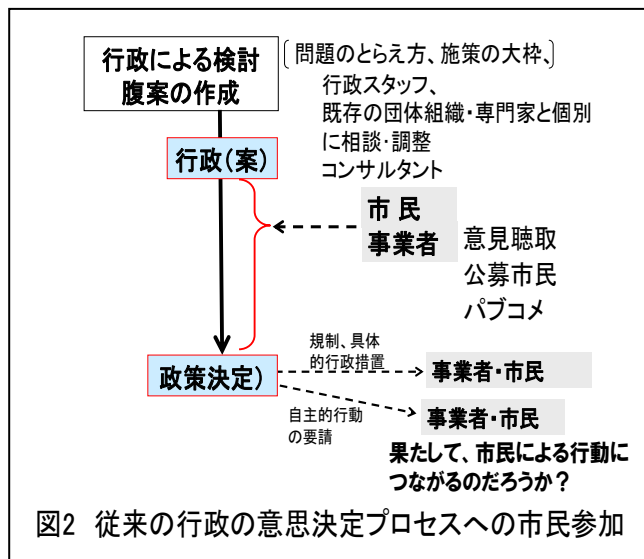 行政による検討
腹案の作成
問題のとらえ方、施策の大枠、
行政スタッフ、
既存の団体組織・専門家と個別
に相談・調整
コンサルタント
行政(案)
市 民
事業者
意見聴取
公募市民
パブコメ
規制、具体
的行政措置
政策決定)
事業者・市民
自主的行動
の要請
事業者・市民
果たして、市民による行動に
つながるのだろうか?
図2 従来の行政の意思決定プロセスへの市民参加